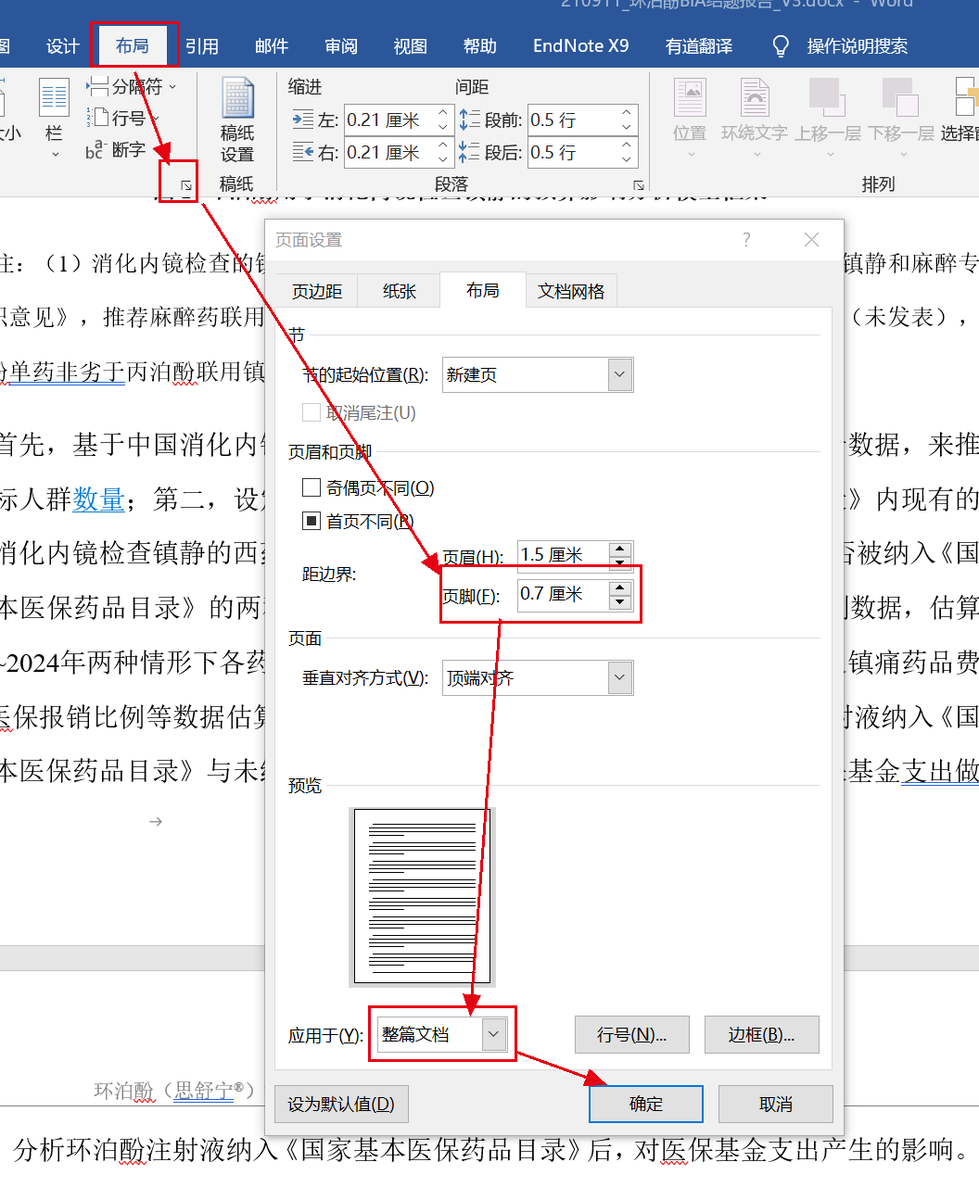 210911_环泊酚BIA结题报告_V3.docx - Word
图 设计 布局 引用 邮件 审阅 视图 帮助 EndNote X9 有道翻译 操作说明搜索
大小
栏
分隔符
行号
断字
稿纸
设置
稿纸
缩进 间距
左: 0.21 厘米 段前: 0.5 行
右: 0.21 厘米 段后: 0.5 行
段落
位置 环绕文字 上移一层 下移一层 选择
排列
注：（1）消化内镜检查的 镇静和麻醉专
识意见》，推荐麻醉药联用 （未发表），
酚单药非劣于丙泊酚联用镇
首先，基于中国消化内 数据，来推
标人群数量；第二，设 》内现有的
消化内镜检查镇静的西 否被纳入《国
本医保药品目录》的两 数据，估算
~2024年两种情形下各药 镇痛药品费
医保报销比例等数据估算 射液纳入《国
本医保药品目录》与未 基金支出做
→
环泊酚（思舒宁®）
分析环泊酚注射液纳入《国家基本医保药品目录》后，对医保基金支出产生的影响。
页面设置 ?
页边距 纸张 布局 文档网格
节
节的起始位置(R): 新建页
取消尾注(U)
页眉和页脚
奇偶页不同(O)
首页不同(P)
距边界:
页眉(H): 1.5 厘米
页脚(F): 0.7 厘米
页面
垂直对齐方式(V): 顶端对齐
预览
应用于(Y): 整篇文档 行号(N)... 边框(B)...
设为默认值(D) 确定 取消